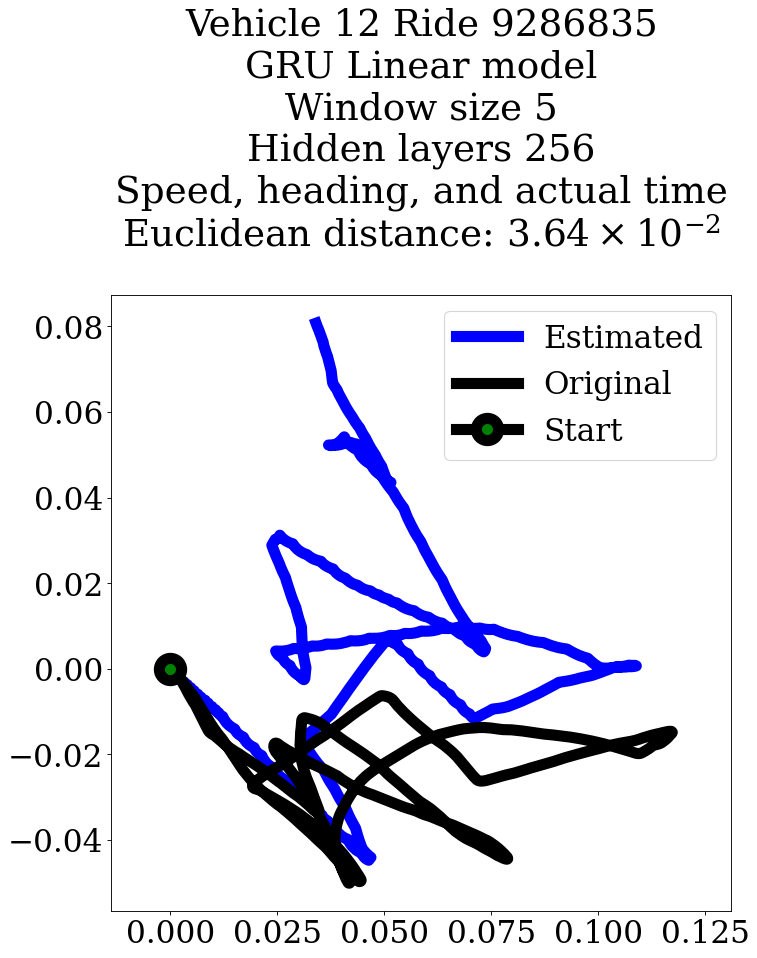 Vehicle 12 Ride 9286835
GRU Linear model
Window size 5
Hidden layers 256
Speed, heading, and actual time
Euclidean distance: 3.64 × 10⁻²
Estimated
Original
Start
0.08
0.06
0.04
0.02
0.00
−0.02
−0.04
0.000 0.025 0.050 0.075 0.100 0.125